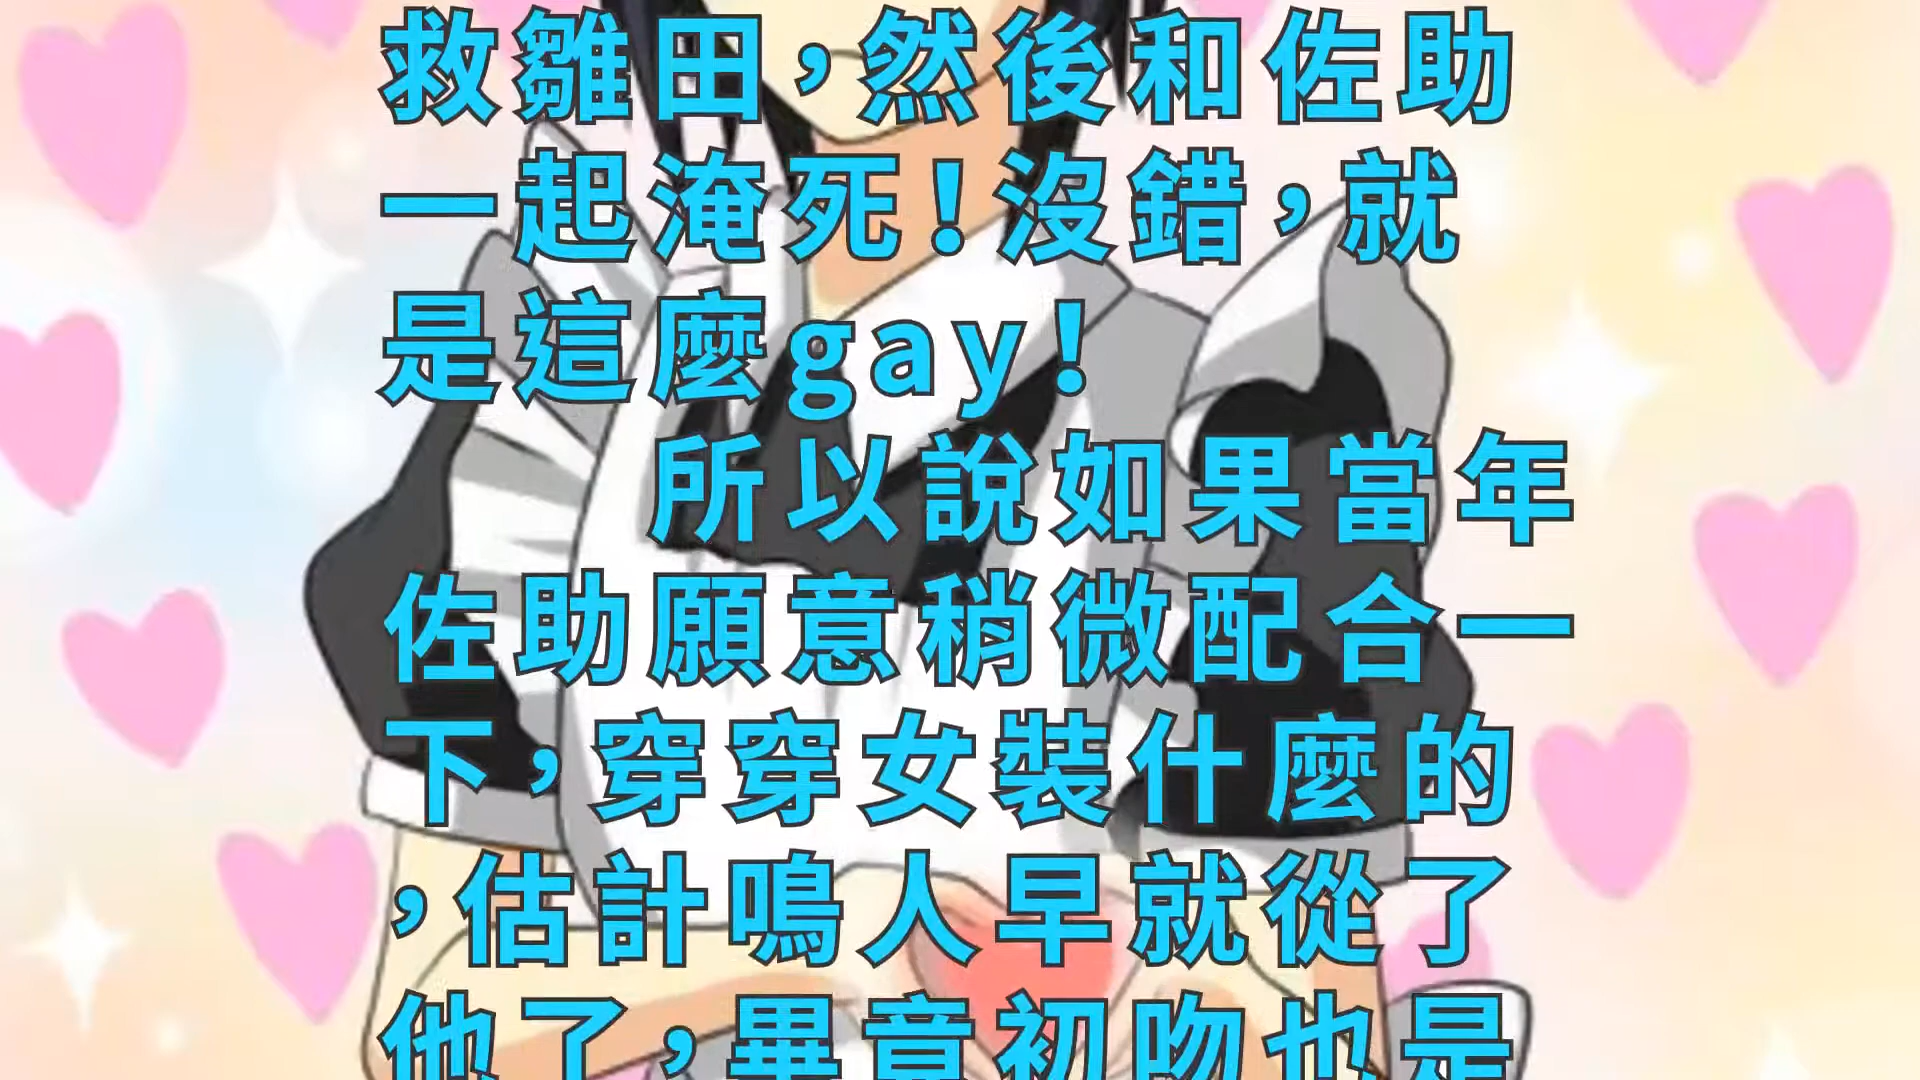 救雛田，然後和佐助
一起淹死！沒錯，就
是這麼gay！
所以說如果當年
佐助願意稍微配合一
下，穿穿女裝什麼的
，估計鳴人早就從了
他了，畢竟初吻也是